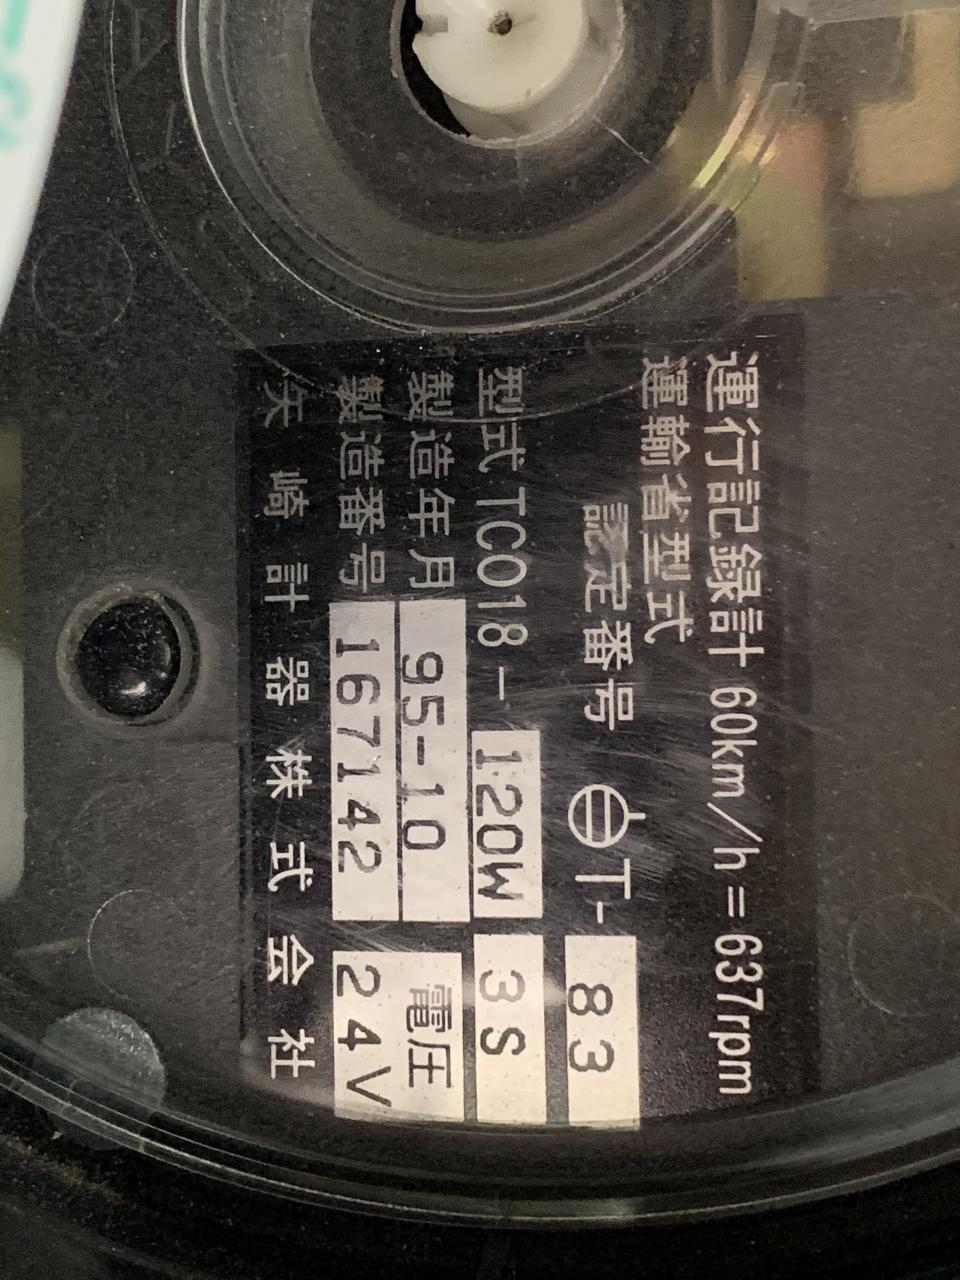 運行記録計 60km/h=637rpm
運輸省型式
認定番号 T-83
型式 TC018-120W 3S
製造年月 95-10 電圧
製造番号 167142 24V
矢崎計器株式会社